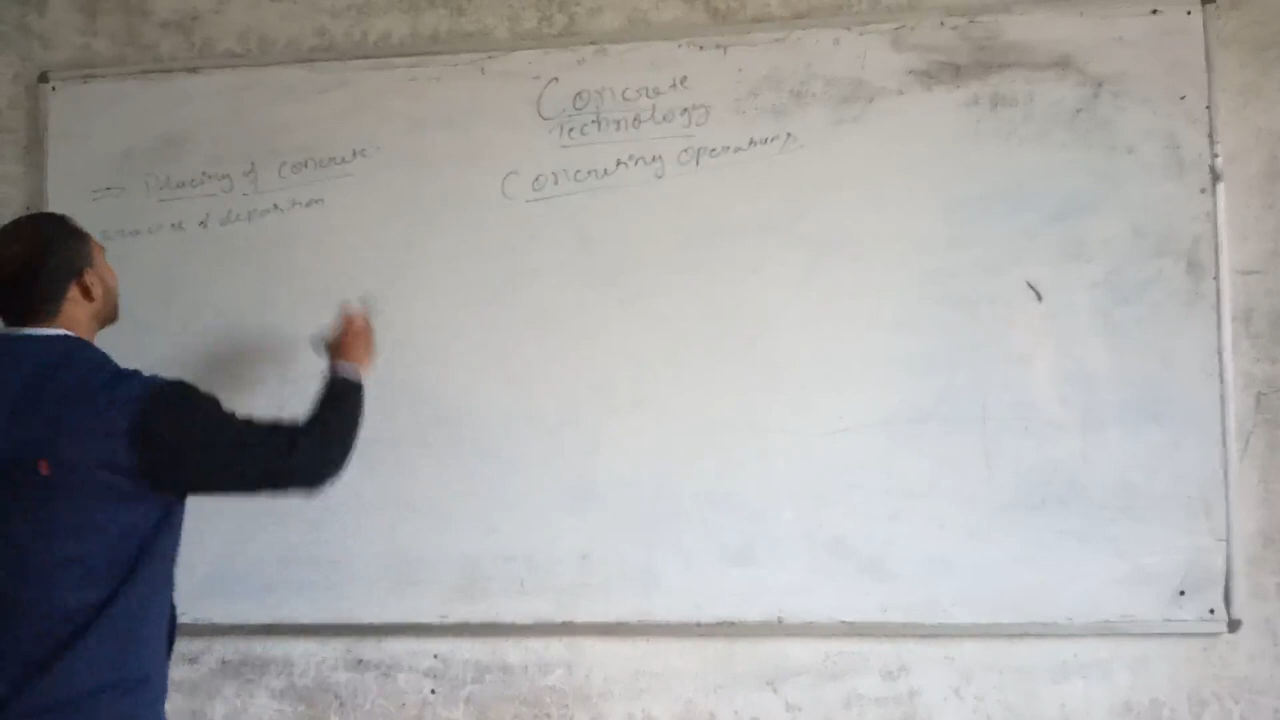 Concrete
Technology
Concreting Operations
⇒ Placing of concrete
of deposition